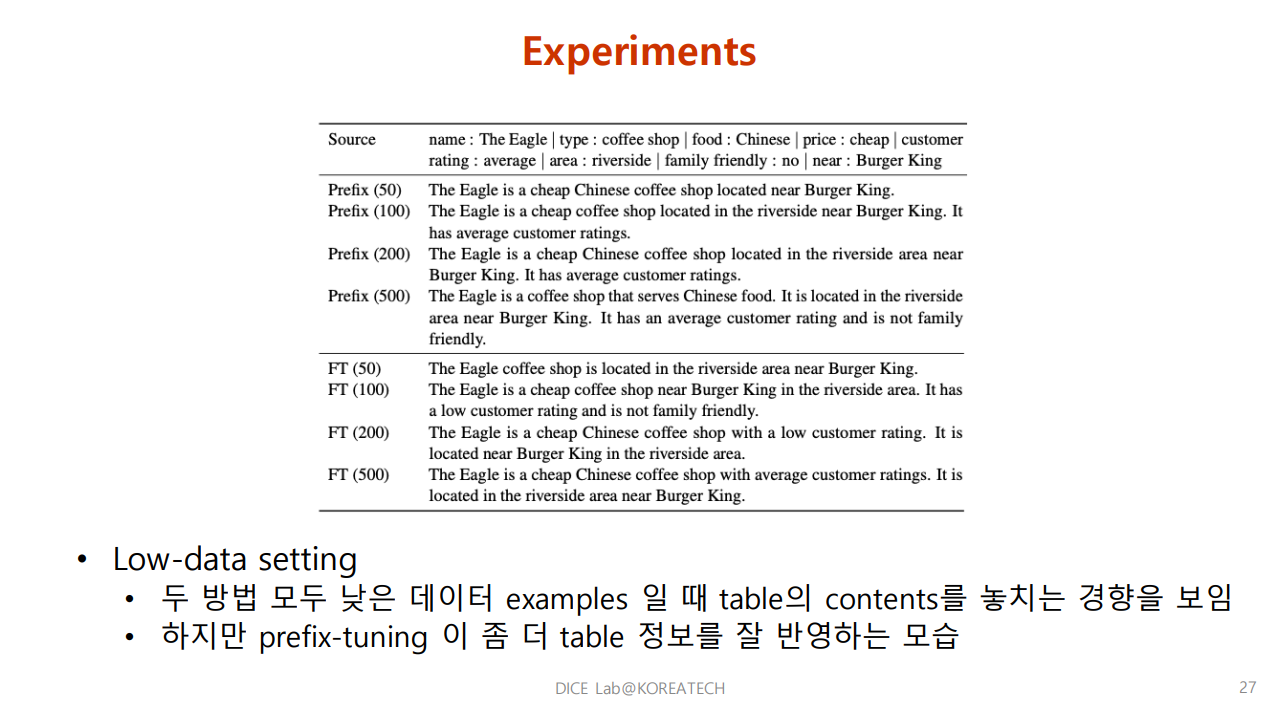 Experiments
Source name : The Eagle | type : coffee shop | food : Chinese | price : cheap | customer
rating : average | area : riverside | family friendly : no | near : Burger King
Prefix (50) The Eagle is a cheap Chinese coffee shop located near Burger King.
Prefix (100) The Eagle is a cheap coffee shop located in the riverside near Burger King. It
has average customer ratings.
Prefix (200) The Eagle is a cheap Chinese coffee shop located in the riverside area near
Burger King. It has average customer ratings.
Prefix (500) The Eagle is a coffee shop that serves Chinese food. It is located in the riverside
area near Burger King. It has an average customer rating and is not family
friendly.
FT (50) The Eagle coffee shop is located in the riverside area near Burger King.
FT (100) The Eagle is a cheap coffee shop near Burger King in the riverside area. It has
a low customer rating and is not family friendly.
FT (200) The Eagle is a cheap Chinese coffee shop with a low customer rating. It is
located near Burger King in the riverside area.
FT (500) The Eagle is a cheap Chinese coffee shop with average customer ratings. It is
located in the riverside area near Burger King.
• Low-data setting
• 두 방법 모두 낮은 데이터 examples 일 때 table의 contents를 놓치는 경향을 보임
• 하지만 prefix-tuning 이 좀 더 table 정보를 잘 반영하는 모습
DICE Lab@KOREATECH
27